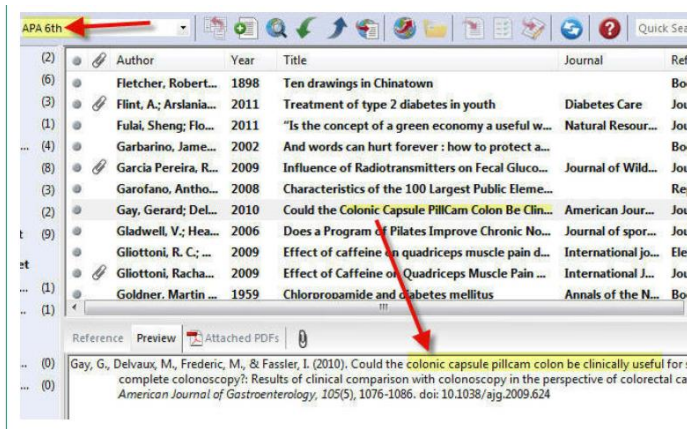 APA 6th
Quick Sea
(2) Author Year Title Journal Ref
(6) Fletcher, Robert... 1898 Ten drawings in Chinatown Boo
(3) Flint, A.; Arslania... 2011 Treatment of type 2 diabetes in youth Diabetes Care Jou
(1) Fulai, Sheng; Flo... 2011 "Is the concept of a green economy a useful w... Natural Resour... Jou
... (4) Garbarino, Jame... 2002 And words can hurt forever : how to protect a... Boo
(8) Garcia Pereira, R... 2009 Influence of Radiotransmitters on Fecal Gluco... Journal of Wild... Jou
(3) Garofano, Antho... 2008 Characteristics of the 100 Largest Public Eleme... Rep
(2) Gay, Gerard; Del... 2010 Could the Colonic Capsule PillCam Colon Be Clin... American Jour... Jou
t (9) Gladwell, V.; Hea... 2006 Does a Program of Pilates Improve Chronic No... Journal of spor... Jou
et Gliottoni, R. C.; ... 2009 Effect of caffeine on quadriceps muscle pain d... International jo... Ele
... (1) Gliottoni, Racha... 2009 Effect of Caffeine on Quadriceps Muscle Pain ... International J... Jou
.. (1) Goldner, Martin ... 1959 Chlorpropamide and diabetes mellitus Annals of the N... Boo
Reference Preview Attached PDFs
.. (0) Gay, G., Delvaux, M., Frederic, M., & Fassler, I. (2010). Could the colonic capsule pillcam colon be clinically useful for s
... (0) complete colonoscopy?: Results of clinical comparison with colonoscopy in the perspective of colorectal ca
American Journal of Gastroenterology, 105(5), 1076-1086. doi: 10.1038/ajg.2009.624